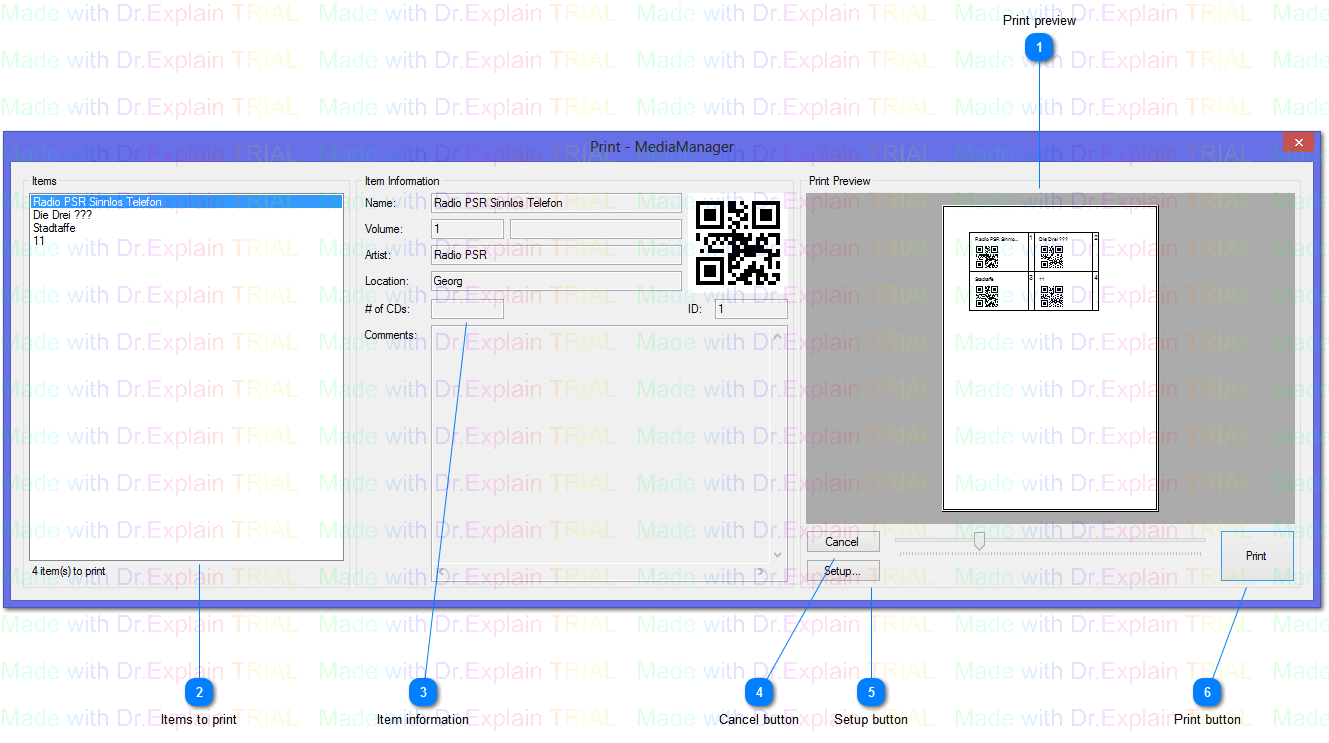 Made with Dr.Explain TRIAL
Print preview
1
Print - MediaManager
Items
Radio PSR Sinnlos Telefon
Die Drei ???
Stadtaffe
11
4 item(s) to print
Item Information
Name: Radio PSR Sinnlos Telefon
Volume: 1
Artist: Radio PSR
Location: Georg
# of CDs:
ID: 1
Comments:
Print Preview
Radio PSR Sinnlo... 1 Die Drei ??? 2
Stadtaffe 3 11 4
Cancel
Setup...
Print
2
Items to print
3
Item information
4
Cancel button
5
Setup button
6
Print button